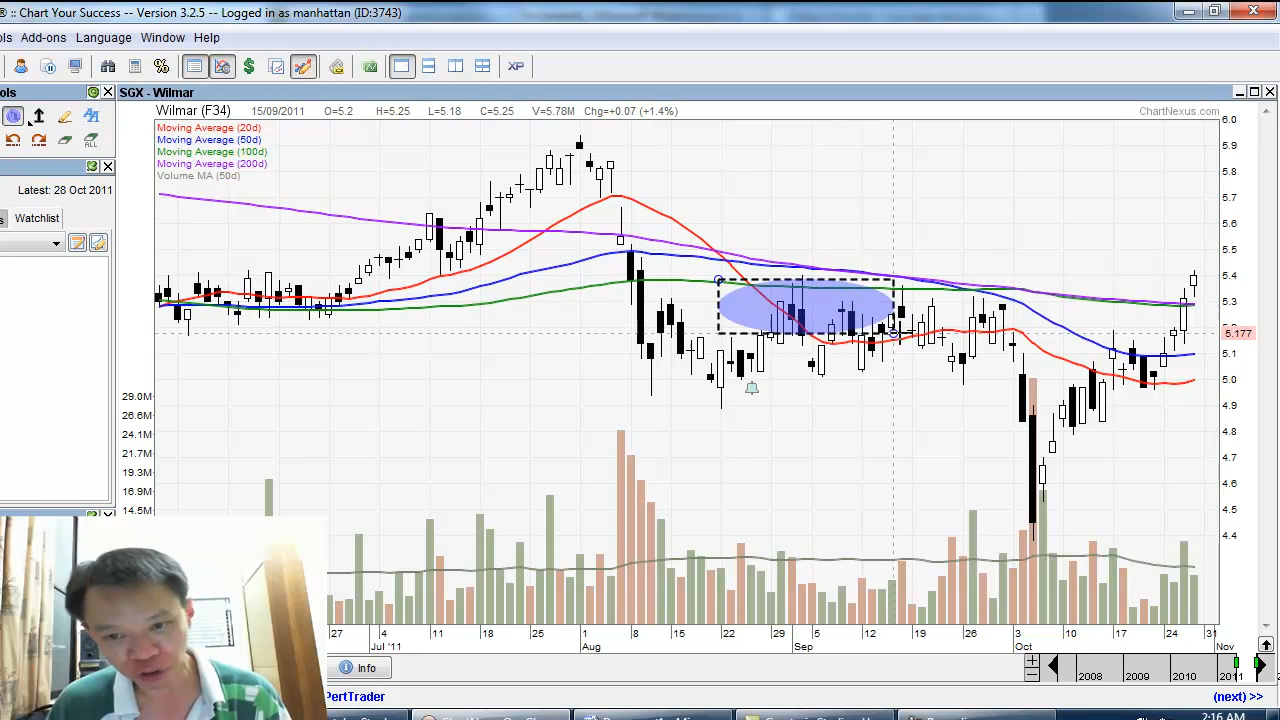 ® :: Chart Your Success -- Version 3.2.5 -- Logged in as manhattan (ID:3743)
ols Add-ons Language Window Help
XP
ols
SGX - Wilmar
Wilmar (F34) 15/09/2011 O=5.2 H=5.25 L=5.18 C=5.25 V=5.78M Chg=+0.07 (+1.4%) ChartNexus.com
Moving Average (20d)
Moving Average (50d)
Moving Average (100d)
Moving Average (200d)
Volume MA (50d)
ALL
Latest: 28 Oct 2011
s Watchlist
6.0
5.9
5.8
5.7
5.6
5.5
5.4
5.3
5.177
5.1
5.0
4.9
4.8
4.7
4.6
4.5
4.4
29.0M
26.6M
24.1M
21.7M
19.3M
16.9M
14.5M
27 4 11 18 25 1 8 15 22 29 5 12 19 26 3 10 17 24 31
Jul '11 Aug Sep Oct Nov
Info
2008 2009 2010 2011
PertTrader
(next) >>
2:16 AM